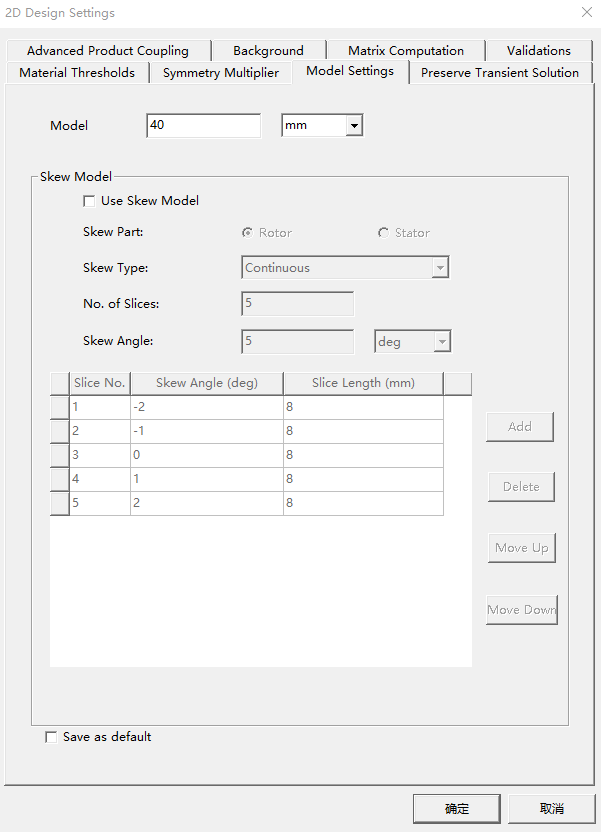 2D Design Settings
Advanced Product Coupling Background Matrix Computation Validations
Material Thresholds Symmetry Multiplier Model Settings Preserve Transient Solution
Model 40 mm
Skew Model
Use Skew Model
Skew Part: Rotor Stator
Skew Type: Continuous
No. of Slices: 5
Skew Angle: 5 deg
Slice No. Skew Angle (deg) Slice Length (mm)
1 -2 8
2 -1 8
3 0 8
4 1 8
5 2 8
Add
Delete
Move Up
Move Down
Save as default
确定 取消